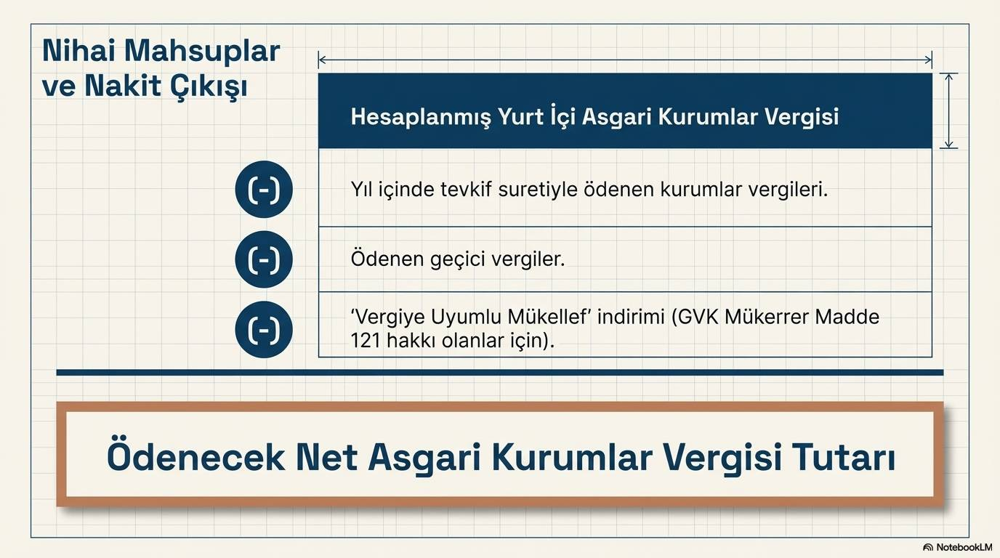 Nihai Mahsuplar
ve Nakit Çıkışı
Hesaplanmış Yurt İçi Asgari Kurumlar Vergisi
(-) Yıl içinde tevkif suretiyle ödenen kurumlar vergileri.
(-) Ödenen geçici vergiler.
(-) ‘Vergiye Uyumlu Mükellef’ indirimi (GVK Mükerrer Madde
121 hakkı olanlar için).
Ödenecek Net Asgari Kurumlar Vergisi Tutarı
NotebookLM